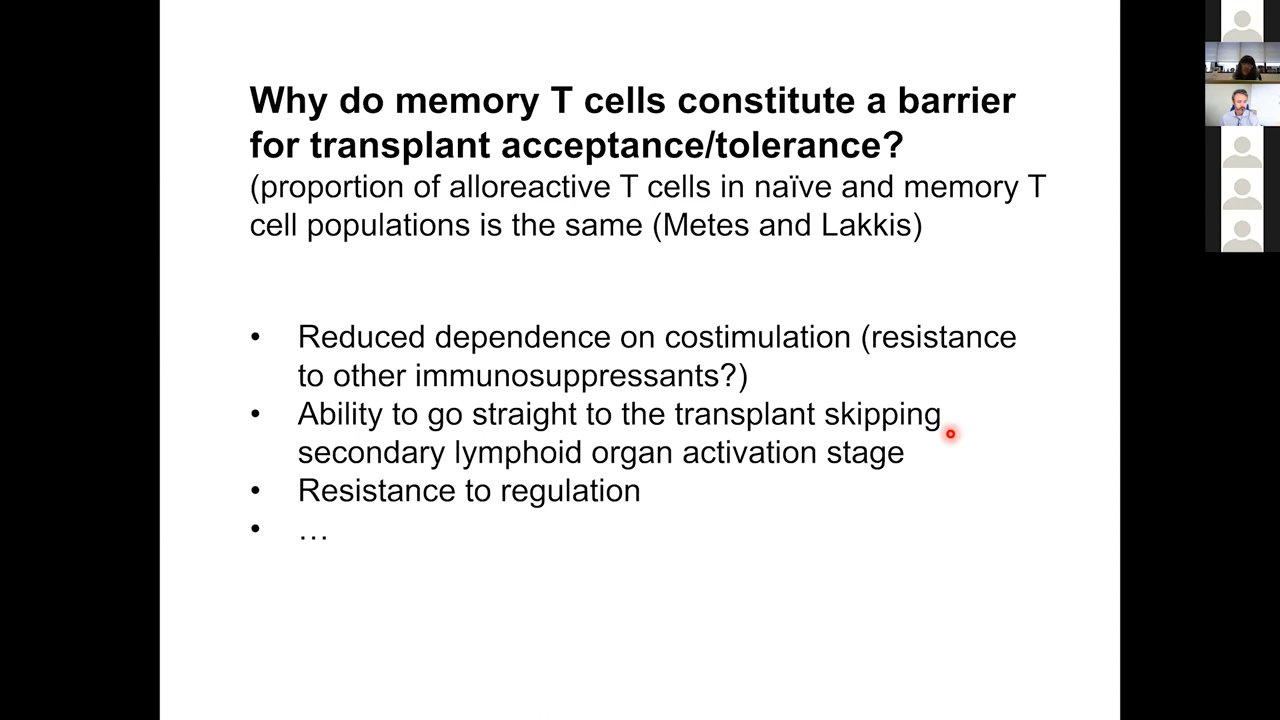 Why do memory T cells constitute a barrier
for transplant acceptance/tolerance?
(proportion of alloreactive T cells in naïve and memory T
cell populations is the same (Metes and Lakkis)
• Reduced dependence on costimulation (resistance
to other immunosuppressants?)
• Ability to go straight to the transplant skipping
secondary lymphoid organ activation stage
• Resistance to regulation
• …